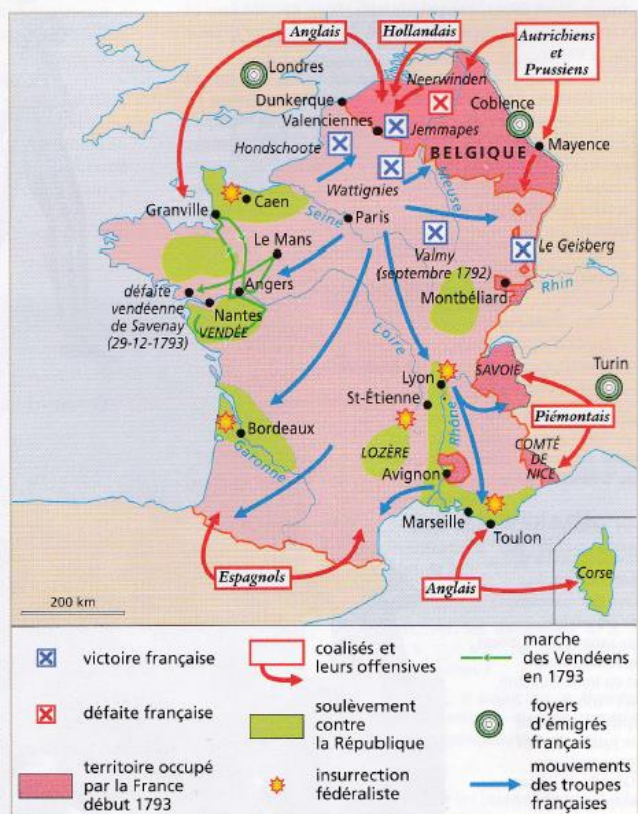 Anglais
Hollandais
Autrichiens
et
Prussiens
Londres
Neerwinden
Dunkerque
Coblence
Valenciennes
Jemmapes
Mayence
Hondschoote
BELGIQUE
Wattignies
Meuse
Caen
Granville
Seine
Paris
Le Mans
Valmy
(septembre 1792)
Le Geisberg
défaite
vendéenne
de Savenay
(29-12-1793)
Angers
Nantes
VENDÉE
Montbéliard
Rhin
Loire
Lyon
SAVOIE
Turin
St-Étienne
Piémontais
Bordeaux
Rhône
LOZÈRE
COMTÉ
DE
NICE
Garonne
Avignon
Marseille
Toulon
Espagnols
Anglais
Corse
200 km
victoire française
coalisés et
leurs offensives
marche
des Vendéens
en 1793
défaite française
soulèvement
contre
la République
foyers
d'émigrés
français
territoire occupé
par la France
début 1793
insurrection
fédéraliste
mouvements
des troupes
françaises